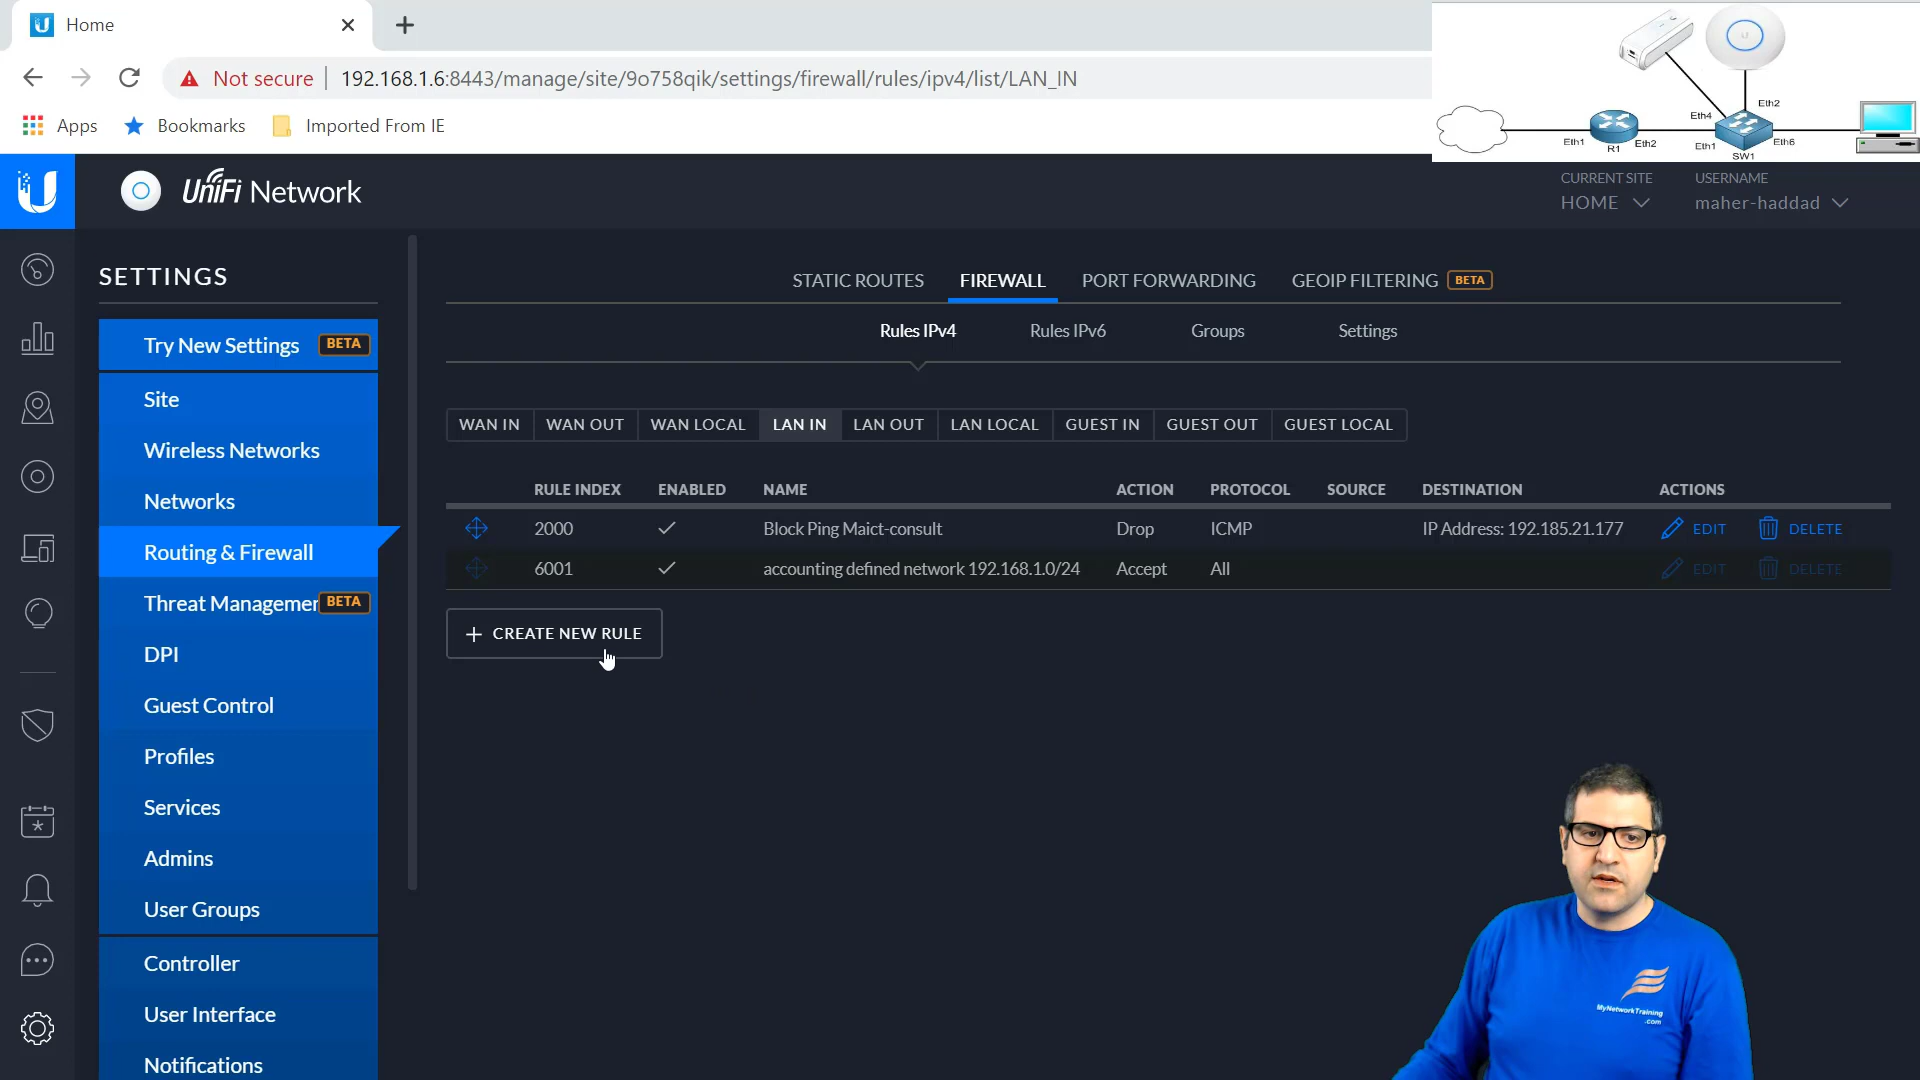 Home
Not secure
192.168.1.6:8443/manage/site/9o758qik/settings/firewall/rules/ipv4/list/LAN_IN
Apps
Bookmarks
Imported From IE
Eth2
Eth4
Eth1
R1
Eth2
Eth1
SW1
Eth6
UniFi Network
CURRENT SITE
HOME
USERNAME
maher-haddad
SETTINGS
Try New Settings BETA
Site
Wireless Networks
Networks
Routing & Firewall
Threat Managemen BETA
DPI
Guest Control
Profiles
Services
Admins
User Groups
Controller
User Interface
Notifications
STATIC ROUTES
FIREWALL
PORT FORWARDING
GEOIP FILTERING BETA
Rules IPv4
Rules IPv6
Groups
Settings
WAN IN
WAN OUT
WAN LOCAL
LAN IN
LAN OUT
LAN LOCAL
GUEST IN
GUEST OUT
GUEST LOCAL
RULE INDEX ENABLED NAME ACTION PROTOCOL SOURCE DESTINATION ACTIONS
2000 Block Ping Maict-consult Drop ICMP IP Address: 192.185.21.177 EDIT DELETE
6001 accounting defined network 192.168.1.0/24 Accept All EDIT DELETE
+ CREATE NEW RULE
MyNetworkTraining
.com